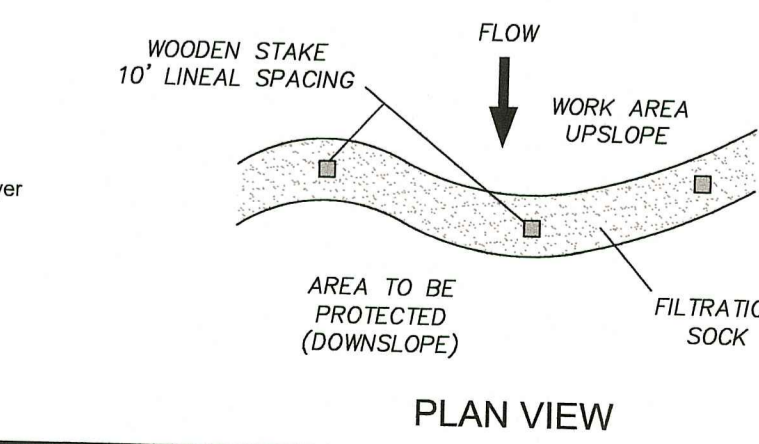 FLOW
WOODEN STAKE
10' LINEAL SPACING
WORK AREA
UPSLOPE
AREA TO BE
PROTECTED
(DOWNSLOPE)
SOCK
PLAN VIEW